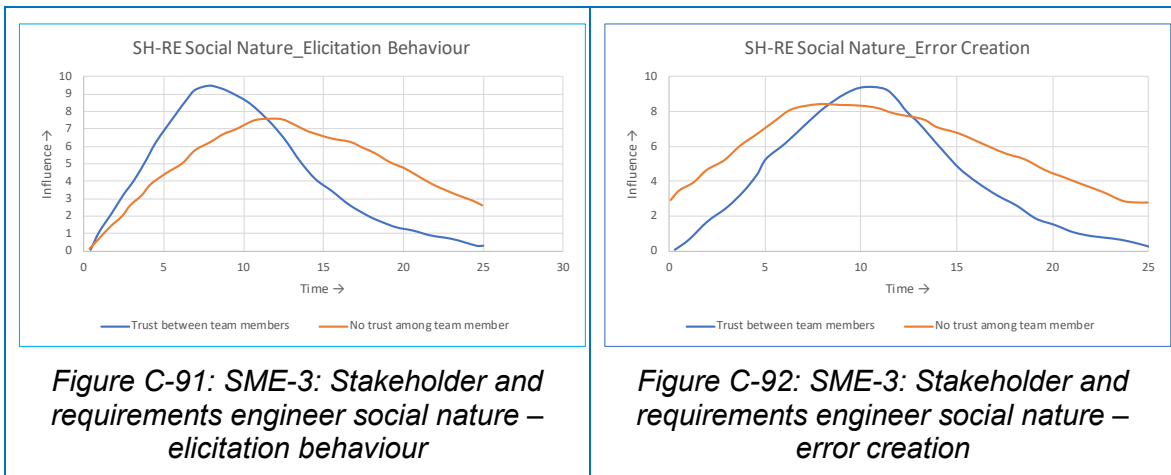 SH-RE Social Nature_Elicitation Behaviour
10
9
8
7
6
5
4
3
2
1
0
Influence →
0 5 10 15 20 25 30
Time →
Trust between team members No trust among team member
Figure C-91: SME-3: Stakeholder and
requirements engineer social nature –
elicitation behaviour
SH-RE Social Nature_Error Creation
10
8
6
4
2
0
Influence →
0 5 10 15 20 25
Time →
Trust between team members No trust among team member
Figure C-92: SME-3: Stakeholder and
requirements engineer social nature –
error creation